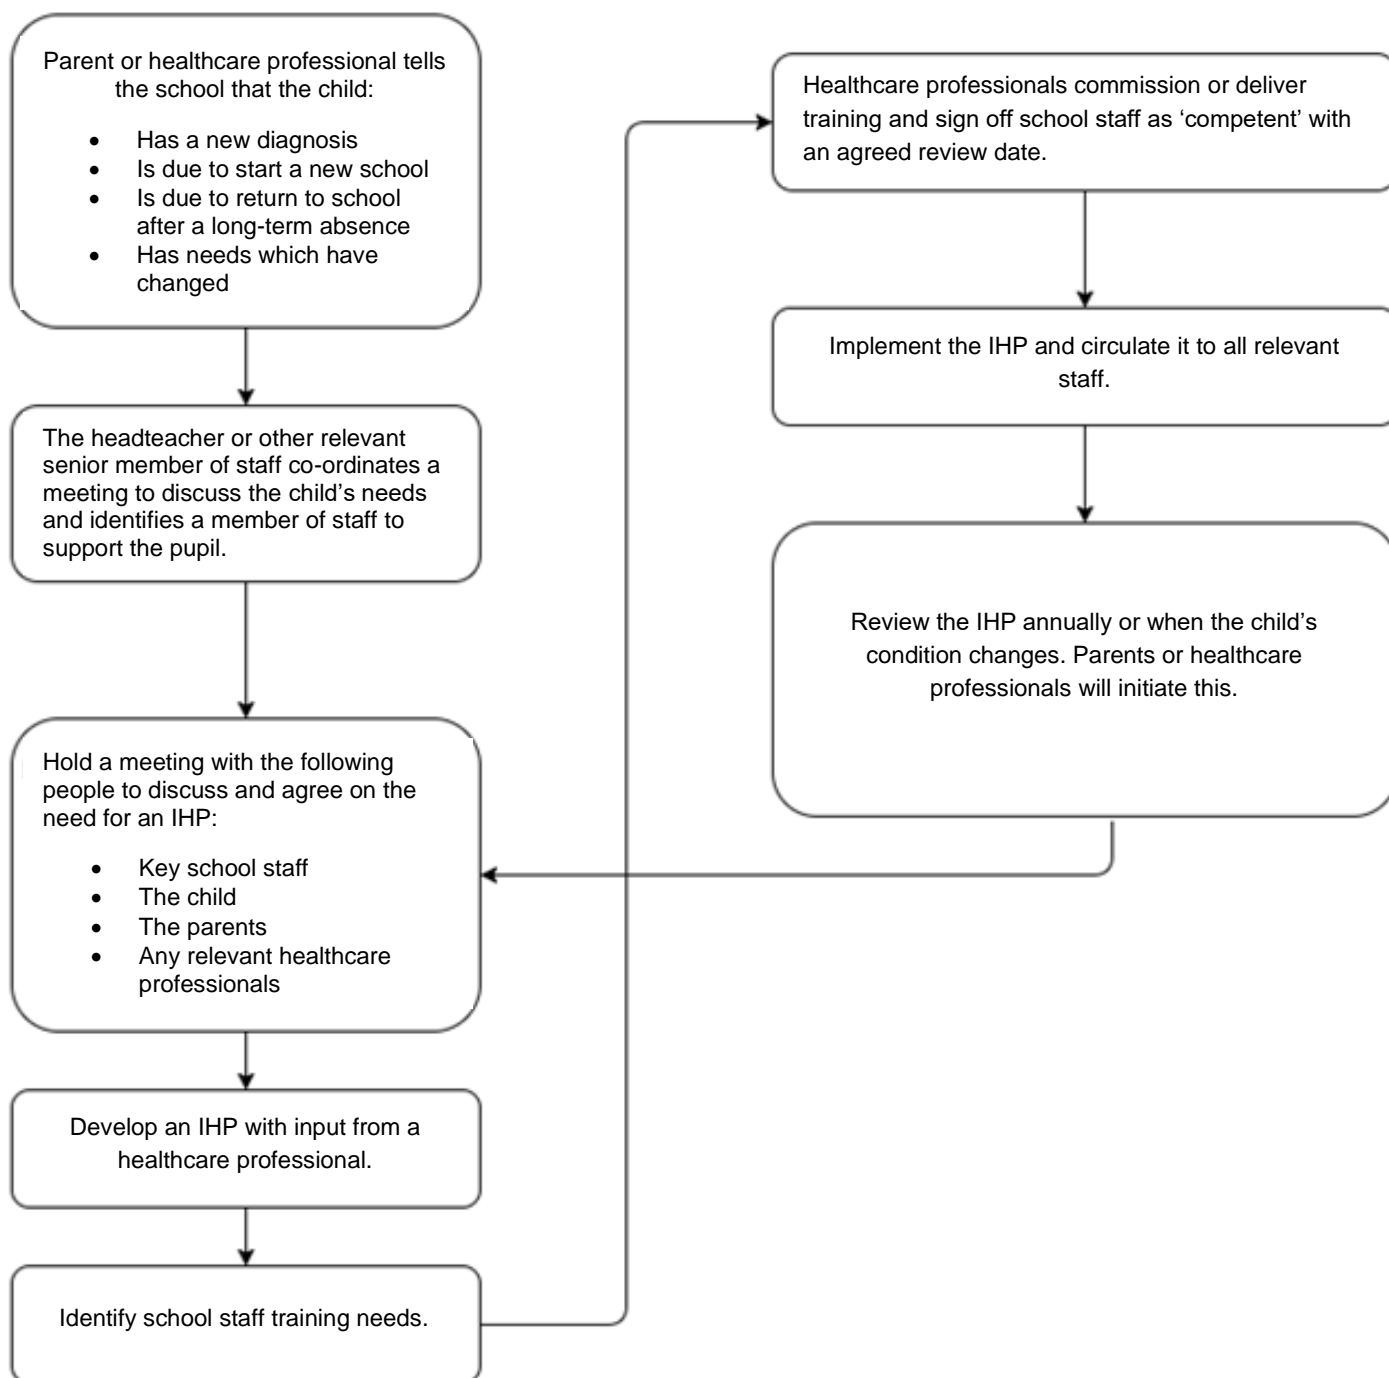 Parent or healthcare professional tells
the school that the child:
• Has a new diagnosis
• Is due to start a new school
• Is due to return to school
after a long-term absence
• Has needs which have
changed
The headteacher or other relevant
senior member of staff co-ordinates a
meeting to discuss the child’s needs
and identifies a member of staff to
support the pupil.
Hold a meeting with the following
people to discuss and agree on the
need for an IHP:
• Key school staff
• The child
• The parents
• Any relevant healthcare
professionals
Develop an IHP with input from a
healthcare professional.
Identify school staff training needs.
Healthcare professionals commission or deliver
training and sign off school staff as ‘competent’ with
an agreed review date.
Implement the IHP and circulate it to all relevant
staff.
Review the IHP annually or when the child’s
condition changes. Parents or healthcare
professionals will initiate this.